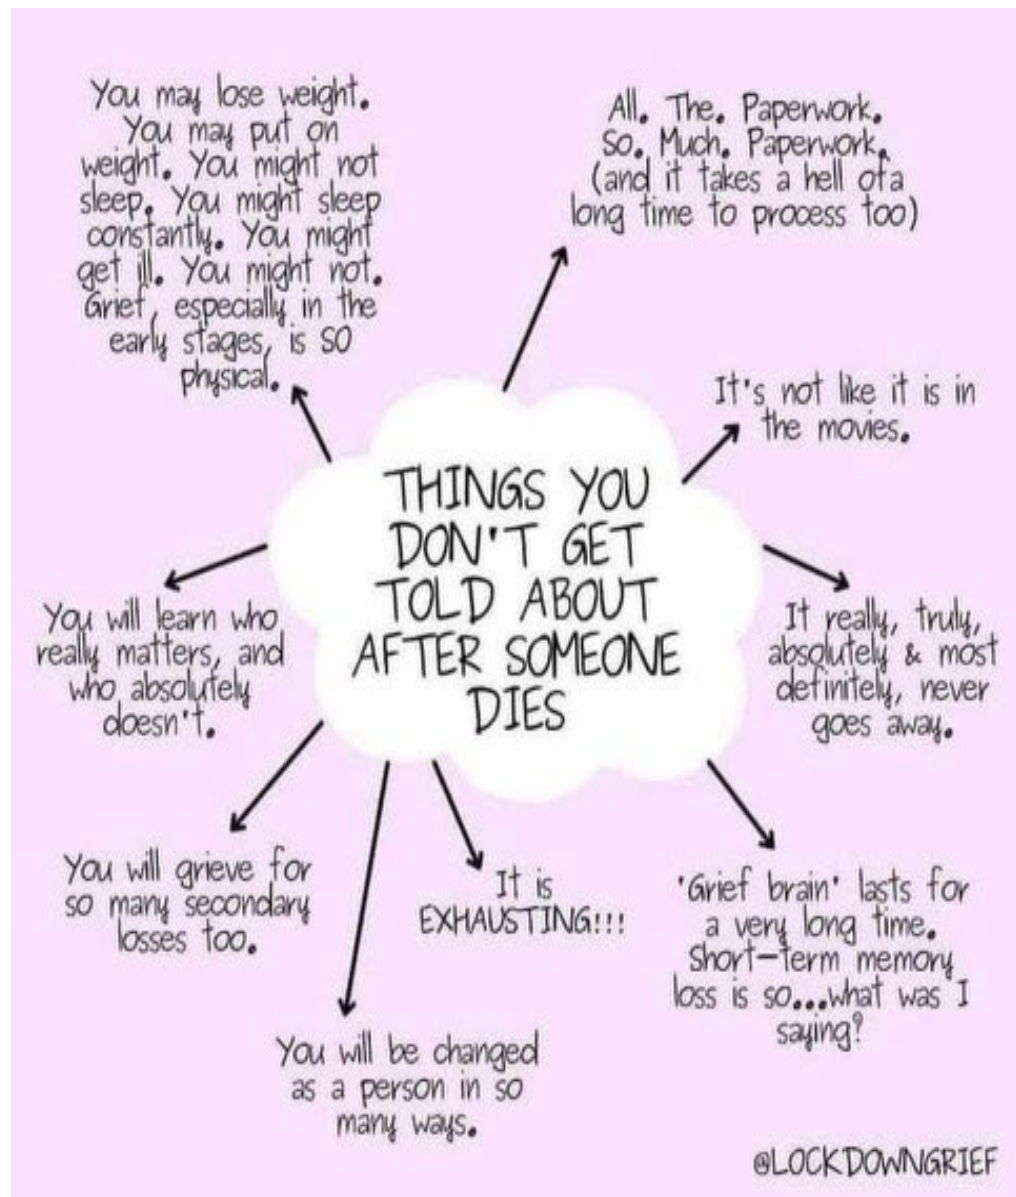 You may lose weight.
You may put on
weight. You might not
sleep. You might sleep
constantly. You might
get ill. You might not.
Grief, especially in the
early stages, is SO
physical.
All. The. Paperwork.
So. Much. Paperwork.
(and it takes a hell of a
long time to process too)
It's not like it is in
the movies.
THINGS YOU
DON'T GET
TOLD ABOUT
AFTER SOMEONE
DIES
You will learn who
really matters, and
who absolutely
doesn't.
It really, truly,
absolutely & most
definitely, never
goes away.
You will grieve for
so many secondary
losses too.
It is
EXHAUSTING!!!
'Grief brain' lasts for
a very long time.
Short-term memory
loss is so...what was I
saying?
You will be changed
as a person in so
many ways.
@LOCKDOWNGRIEF